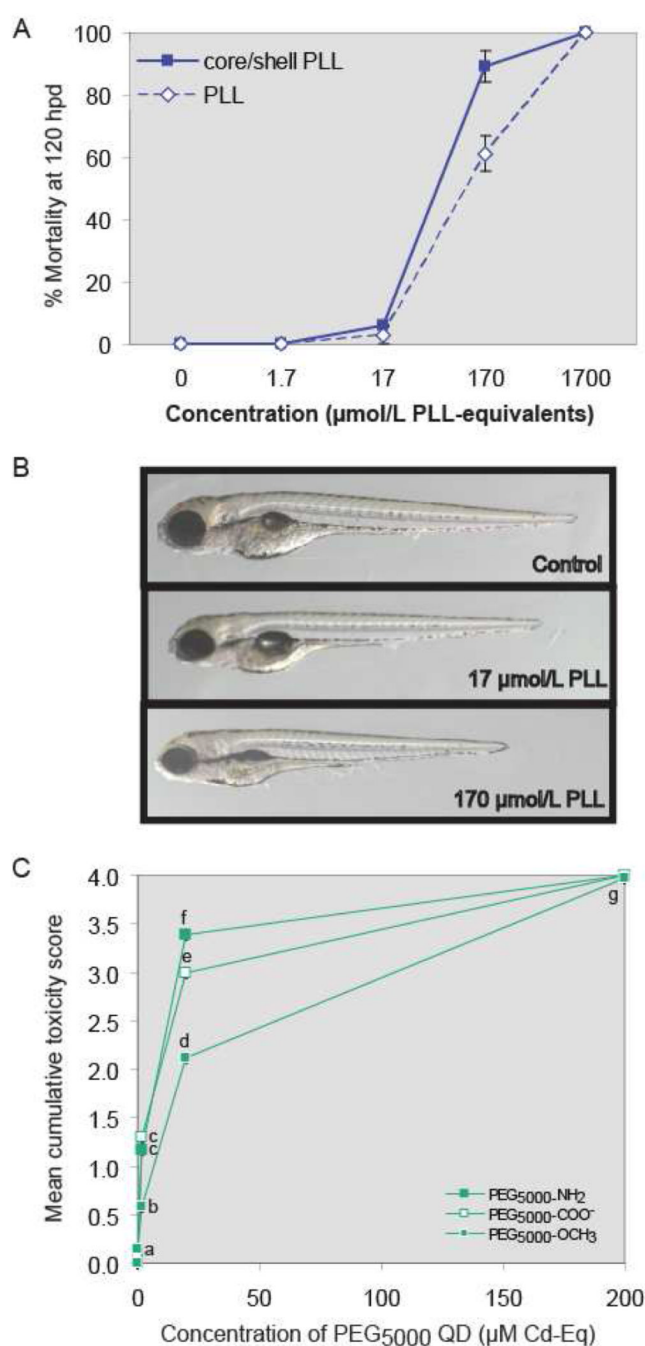 A
100
80
60
40
20
0
% Mortality at 120 hpd
core/shell PLL
PLL
0 1.7 17 170 1700
Concentration (µmol/L PLL-equivalents)
B
Control
17 µmol/L PLL
170 µmol/L PLL
C
4.0
3.5
3.0
2.5
2.0
1.5
1.0
0.5
0.0
Mean cumulative toxicity score
f
e
d
g
c
c
b
a
PEG5000-NH2
PEG5000-COO-
PEG5000-OCH3
0 50 100 150 200
Concentration of PEG5000 QD (µM Cd-Eq)